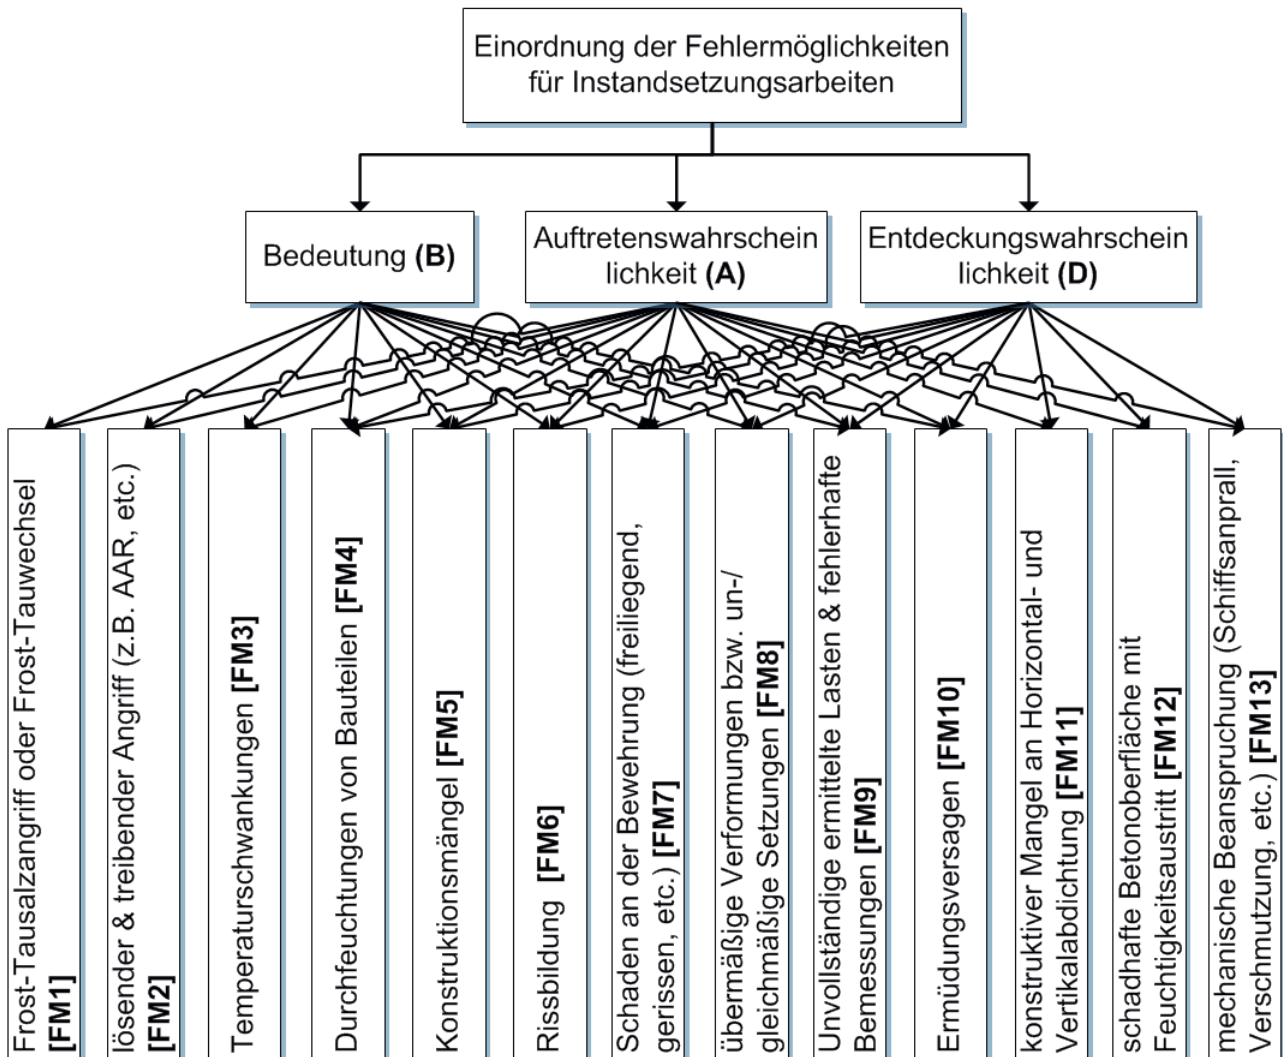 Einordnung der Fehlermöglichkeiten
für Instandsetzungsarbeiten
Bedeutung (B)
Auftretenswahrschein
lichkeit (A)
Entdeckungswahrschein
lichkeit (D)
Frost-Tausalzangriff oder Frost-Tauwechsel
[FM1]
lösender & treibender Angriff (z.B. AAR, etc.)
[FM2]
Temperaturschwankungen [FM3]
Durchfeuchtungen von Bauteilen [FM4]
Konstruktionsmängel [FM5]
Rissbildung [FM6]
Schaden an der Bewehrung (freiliegend,
gerissen, etc.) [FM7]
übermäßige Verformungen bzw. un-/
gleichmäßige Setzungen [FM8]
Unvollständige ermittelte Lasten & fehlerhafte
Bemessungen [FM9]
Ermüdungsversagen [FM10]
konstruktiver Mangel an Horizontal- und
Vertikalabdichtung [FM11]
schadhafte Betonoberfläche mit
Feuchtigkeitsaustritt [FM12]
mechanische Beanspruchung (Schiffsanprall,
Verschmutzung, etc.) [FM13]